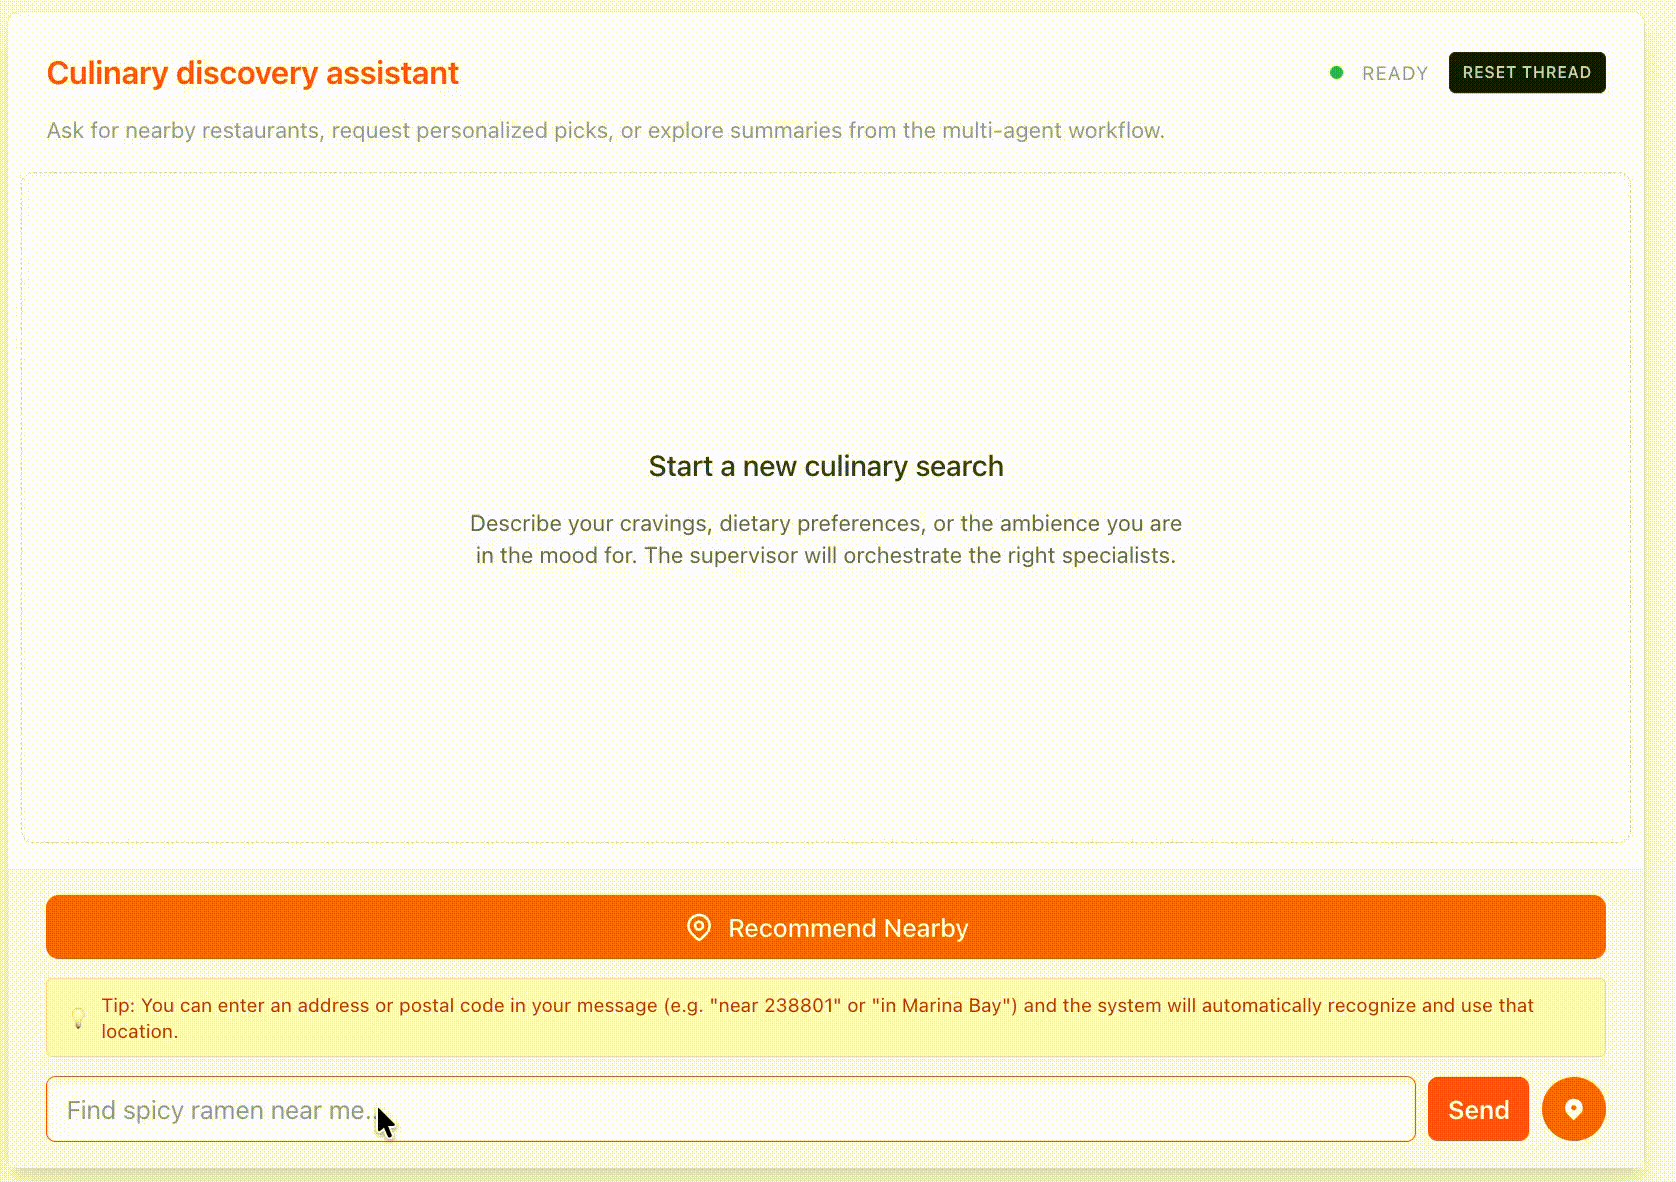 Culinary discovery assistant
READY
RESET THREAD
Ask for nearby restaurants, request personalized picks, or explore summaries from the multi-agent workflow.
Start a new culinary search
Describe your cravings, dietary preferences, or the ambience you are
in the mood for. The supervisor will orchestrate the right specialists.
Recommend Nearby
Tip: You can enter an address or postal code in your message (e.g. "near 238801" or "in Marina Bay") and the system will automatically recognize and use that
location.
Find spicy ramen near me...
Send